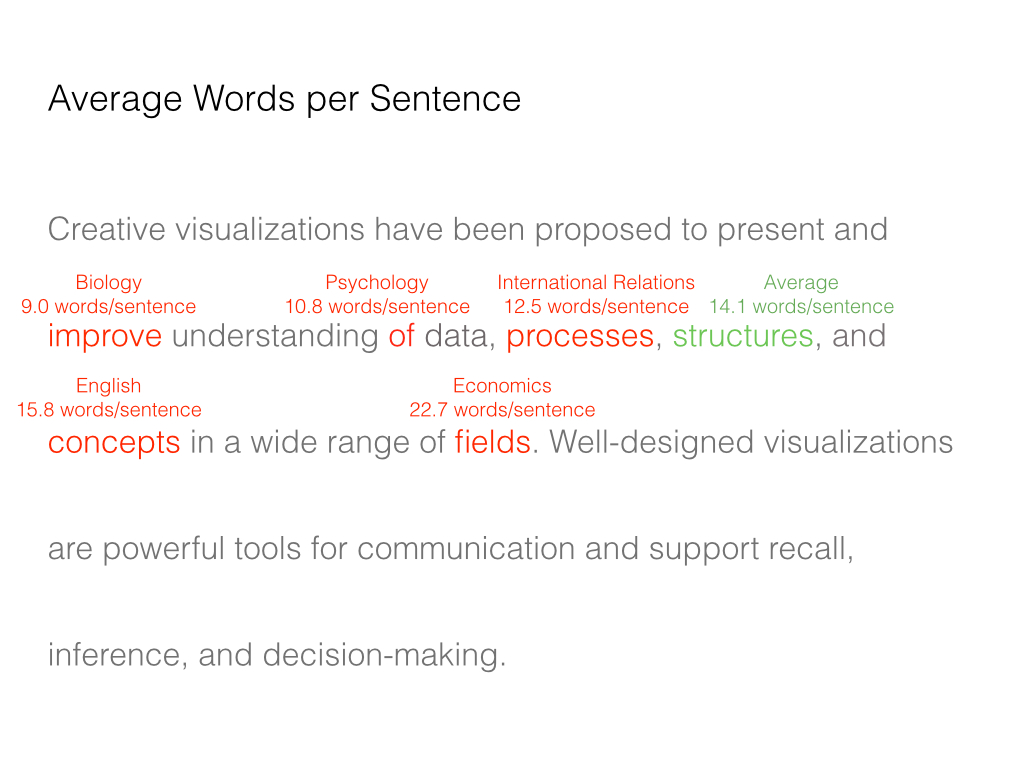 Average Words per Sentence
Creative visualizations have been proposed to present and
Biology Psychology International Relations Average
9.0 words/sentence 10.8 words/sentence 12.5 words/sentence 14.1 words/sentence
improve understanding of data, processes, structures, and
English Economics
15.8 words/sentence 22.7 words/sentence
concepts in a wide range of fields. Well-designed visualizations
are powerful tools for communication and support recall,
inference, and decision-making.